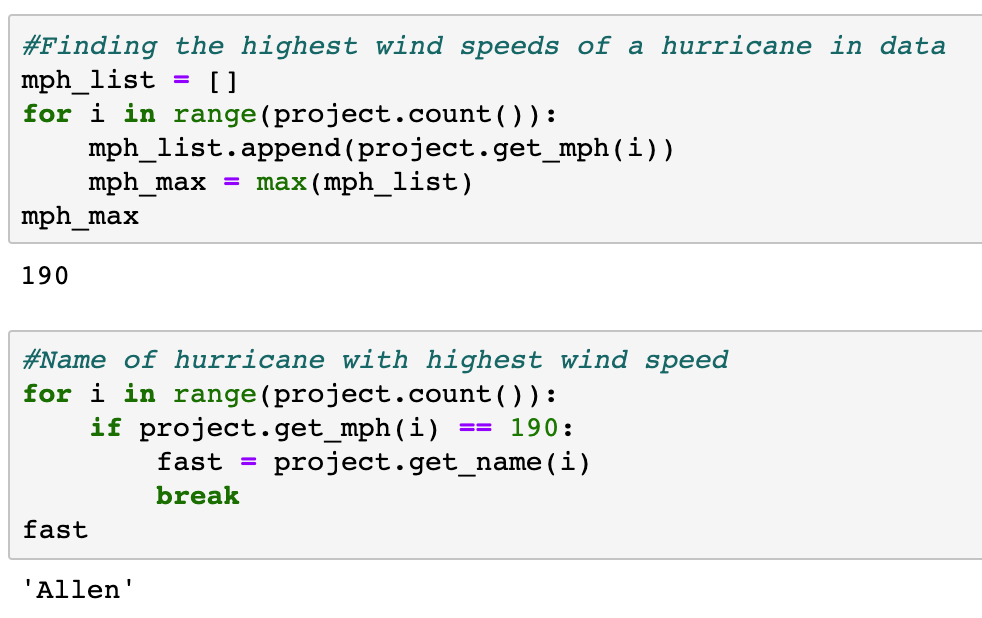 #Finding the highest wind speeds of a hurricane in data
mph_list = []
for i in range(project.count()):
    mph_list.append(project.get_mph(i))
    mph_max = max(mph_list)
mph_max
190
#Name of hurricane with highest wind speed
for i in range(project.count()):
    if project.get_mph(i) == 190:
        fast = project.get_name(i)
        break
fast
'Allen'